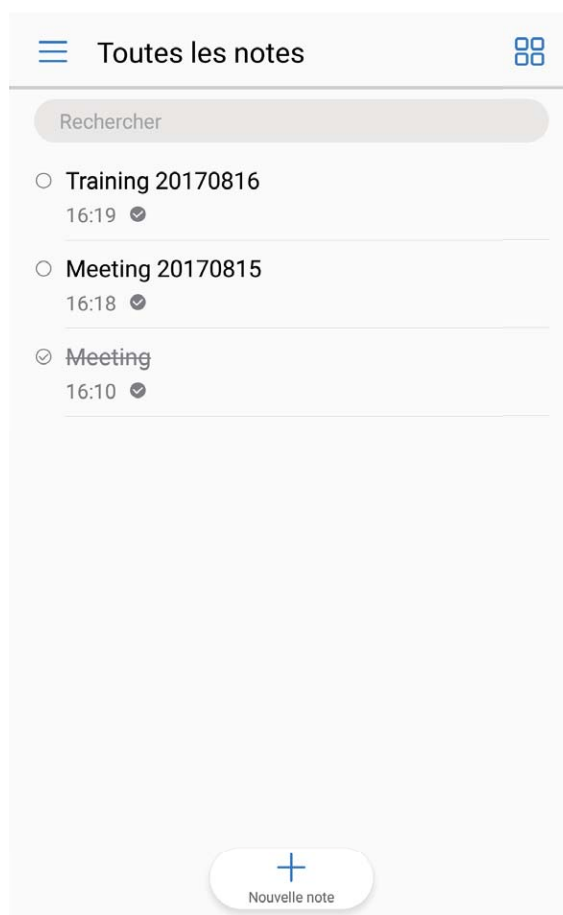 Toutes les notes
Rechercher
Training 20170816
16:19
Meeting 20170815
16:18
Meeting
16:10
Nouvelle note